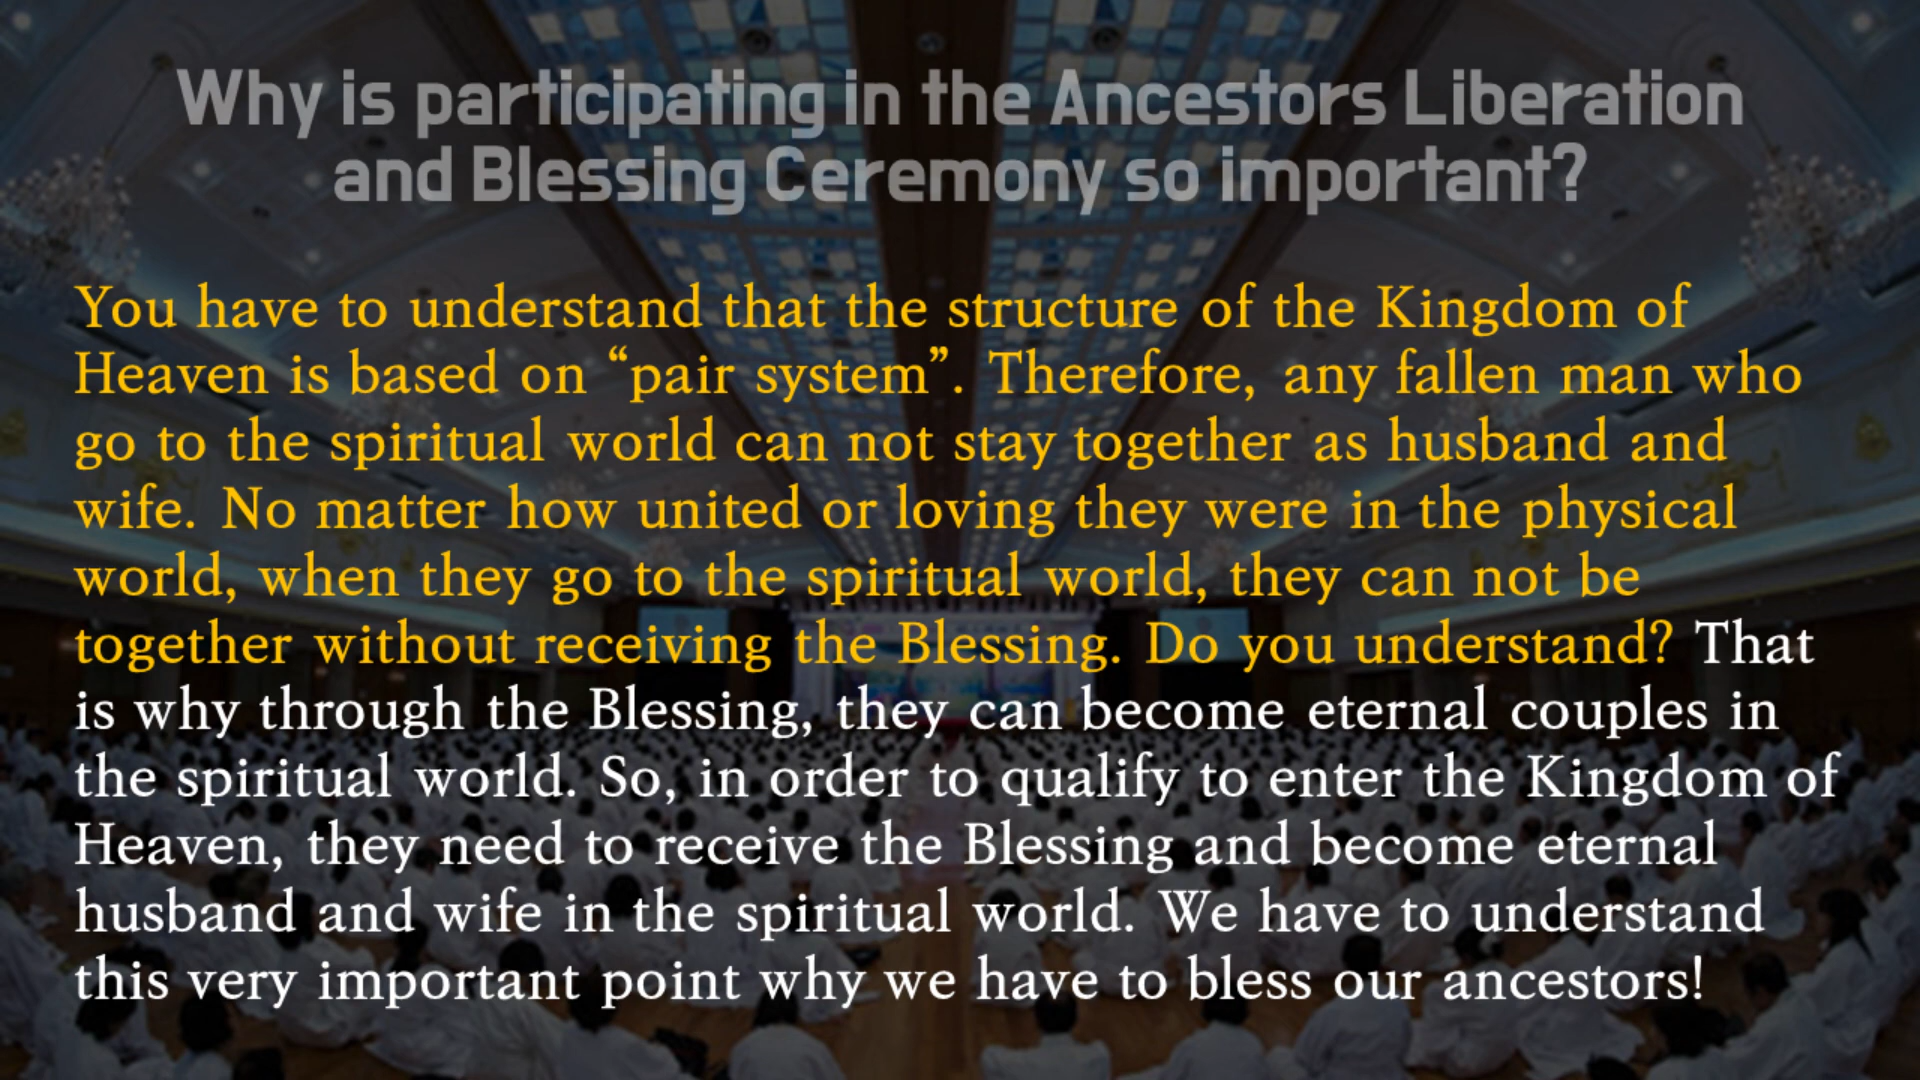 Why is participating in the Ancestors Liberation
and Blessing Ceremony so important?
You have to understand that the structure of the Kingdom of
Heaven is based on “pair system”. Therefore, any fallen man who
go to the spiritual world can not stay together as husband and
wife. No matter how united or loving they were in the physical
world, when they go to the spiritual world, they can not be
together without receiving the Blessing. Do you understand? That
is why through the Blessing, they can become eternal couples in
the spiritual world. So, in order to qualify to enter the Kingdom of
Heaven, they need to receive the Blessing and become eternal
husband and wife in the spiritual world. We have to understand
this very important point why we have to bless our ancestors!